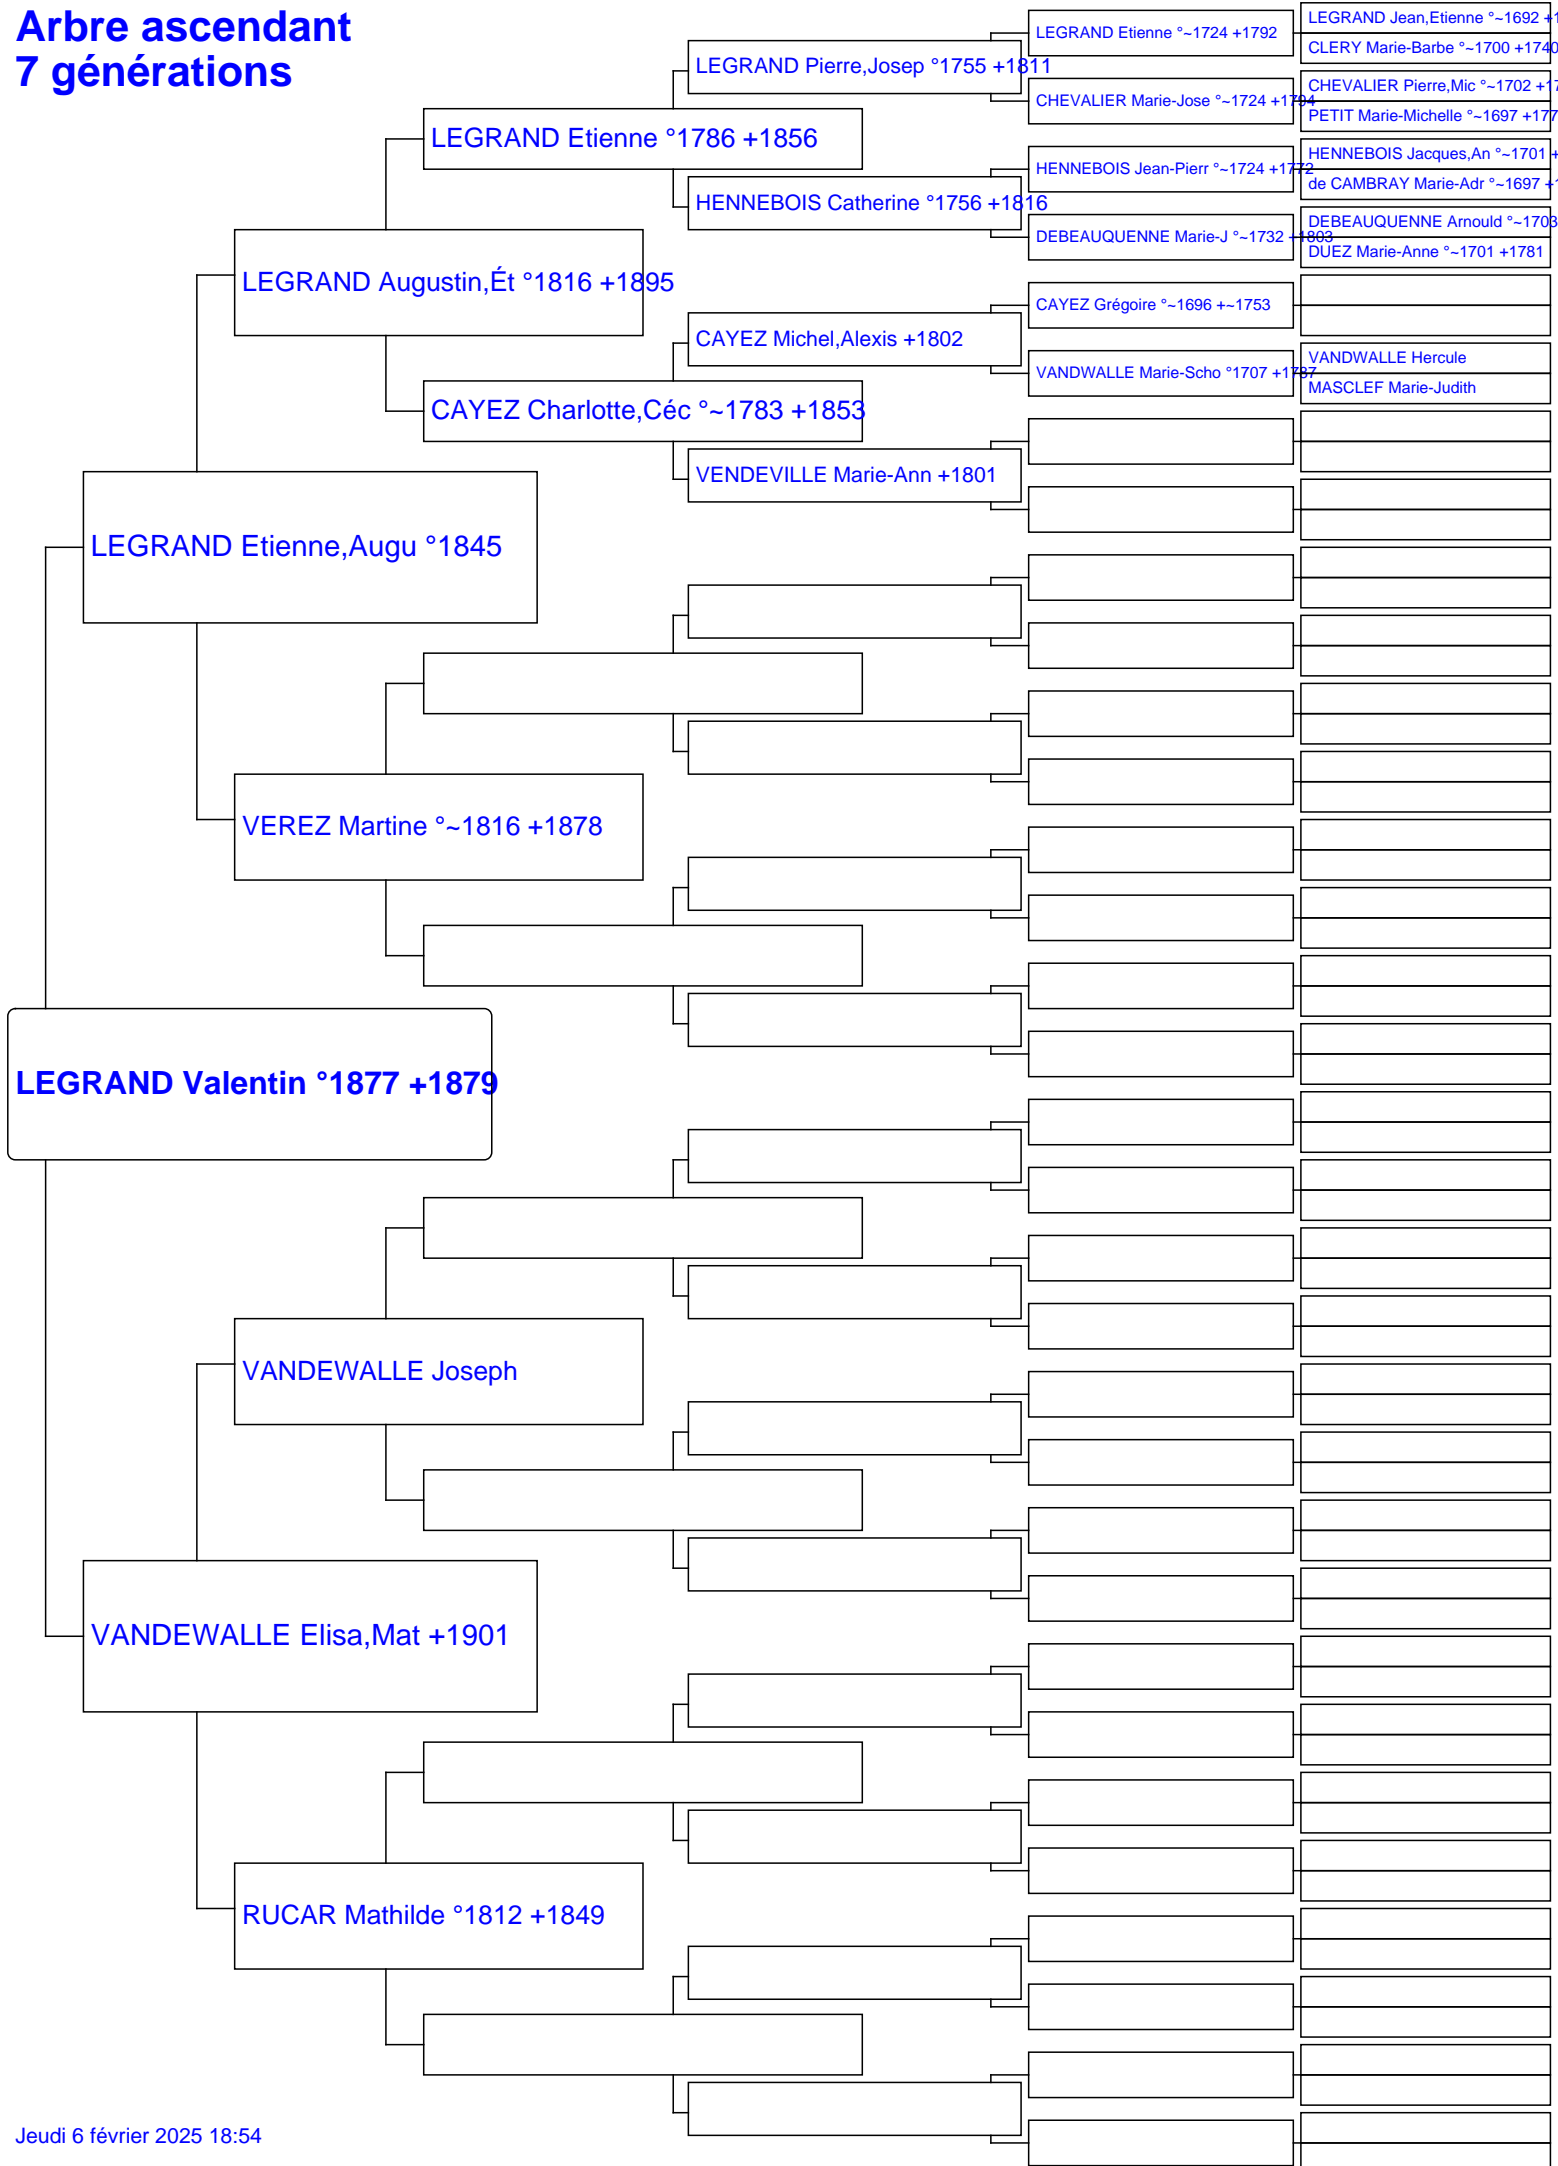 Arbre ascendant
7 générations
LEGRAND Valentin °1877 +1879
LEGRAND Etienne,Augu °1845
VANDEWALLE Elisa,Mat +1901
LEGRAND Augustin,Ét °1816 +1895
VEREZ Martine °~1816 +1878
VANDEWALLE Joseph
RUCAR Mathilde °1812 +1849
LEGRAND Etienne °1786 +1856
CAYEZ Charlotte,Céc °~1783 +1853
LEGRAND Pierre,Josep °1755 +1811
HENNEBOIS Catherine °1756 +1816
CAYEZ Michel,Alexis +1802
VENDEVILLE Marie-Ann +1801
LEGRAND Etienne °~1724 +1792
CHEVALIER Marie-Jose °~1724 +1794
HENNEBOIS Jean-Pierr °~1724 +1772
DEBEAUQUENNE Marie-J °~1732 +1803
CAYEZ Grégoire °~1696 +~1753
VANDWALLE Marie-Scho °1707 +1787
LEGRAND Jean,Etienne °~1692 +1
CLERY Marie-Barbe °~1700 +1740
CHEVALIER Pierre,Mic °~1702 +17
PETIT Marie-Michelle °~1697 +177
HENNEBOIS Jacques,An °~1701 +
de CAMBRAY Marie-Adr °~1697 +1
DEBEAUQUENNE Arnould °~1703
DUEZ Marie-Anne °~1701 +1781
VANDWALLE Hercule
MASCLEF Marie-Judith
Jeudi 6 février 2025 18:54